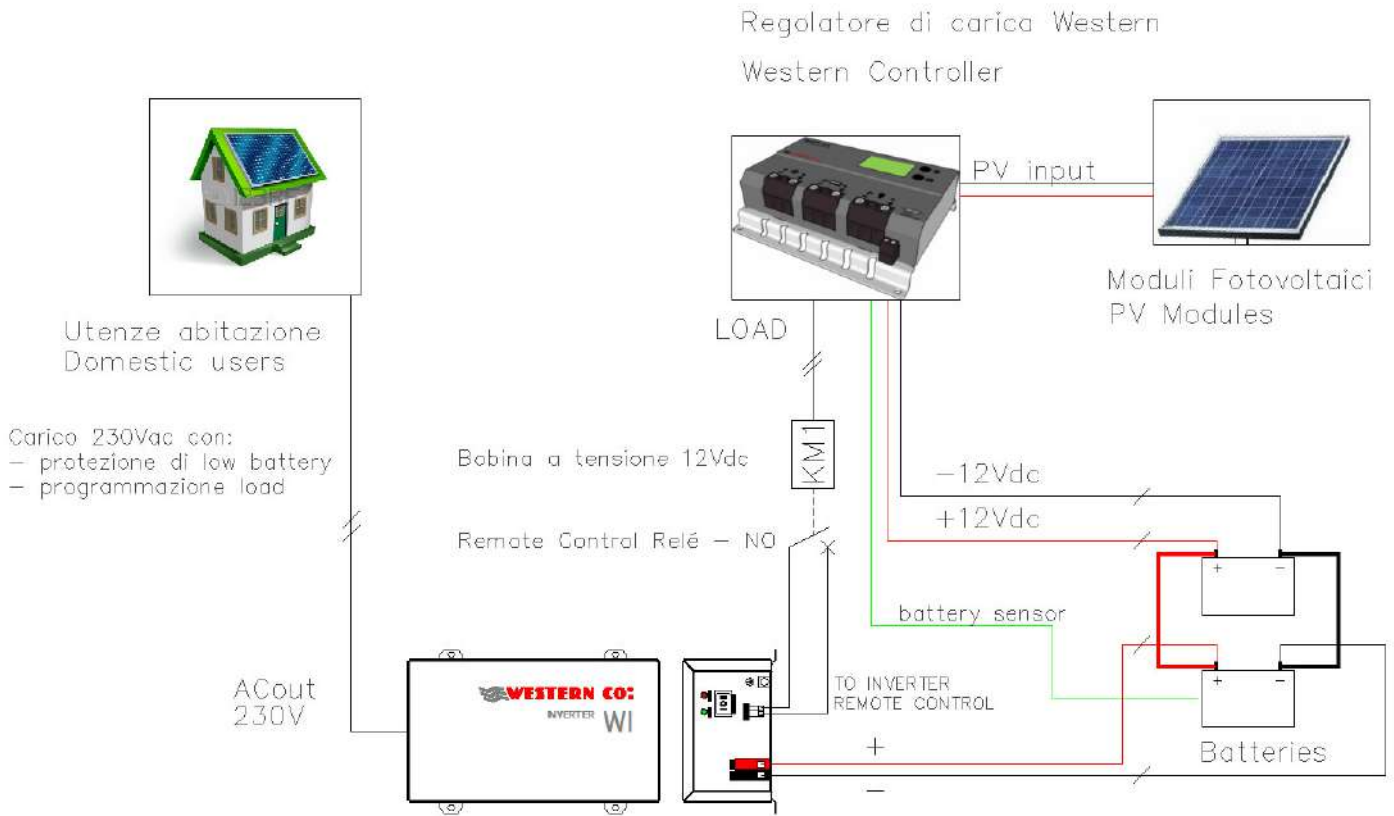 Regolatore di carica Western
Western Controller
PV input
Moduli Fotovoltaici
PV Modules
Utenze abitazione
Domestic users
LOAD
Carico 230Vac con:
– protezione di low battery
– programmazione load
Bobina a tensione 12Vdc
KM1
–12Vdc
+12Vdc
Remote Control Relé – NO
+ –
battery sensor
ACout
230V
WESTERN CO:
INVERTER WI
TO INVERTER
REMOTE CONTROL
+ –
Batteries
+
–